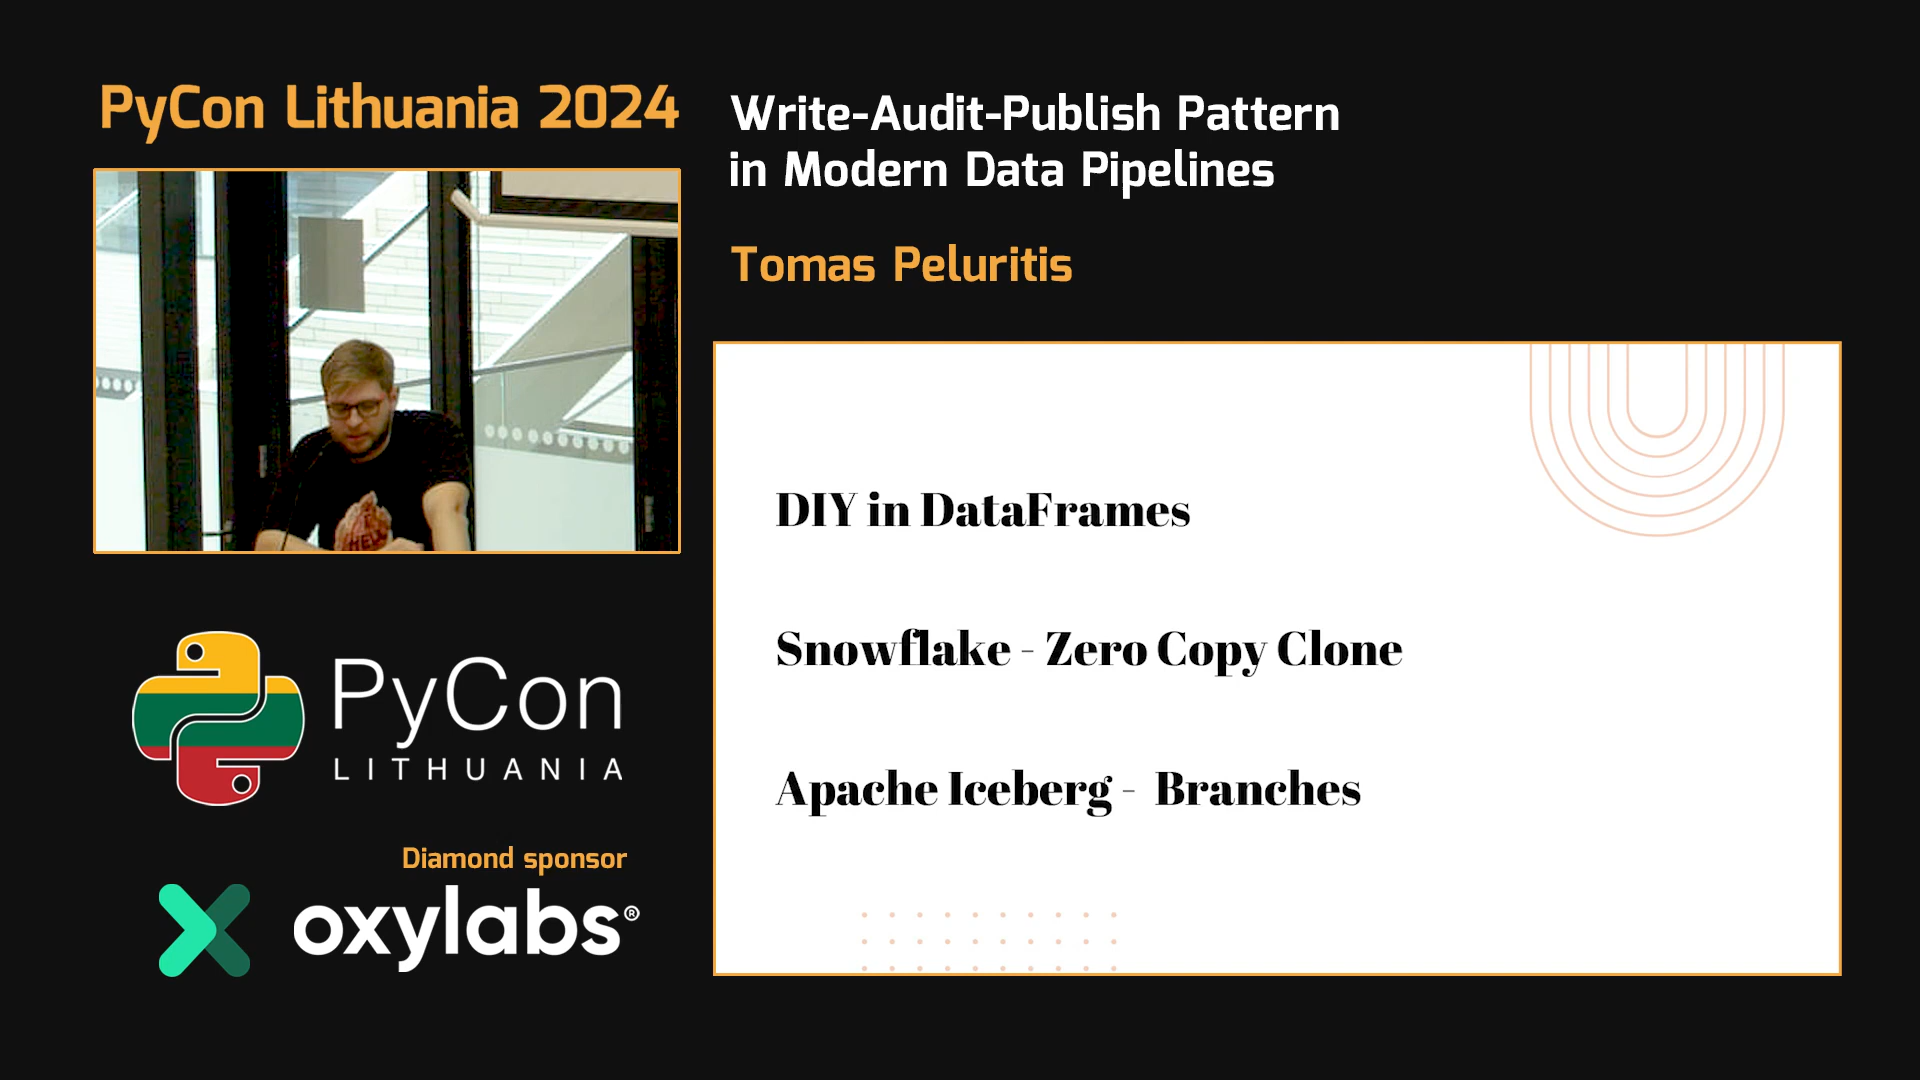 PyCon Lithuania 2024
Write-Audit-Publish Pattern
in Modern Data Pipelines
Tomas Peluritis
DIY in DataFrames
Snowflake - Zero Copy Clone
Apache Iceberg - Branches
PyCon
LITHUANIA
Diamond sponsor
oxylabs®